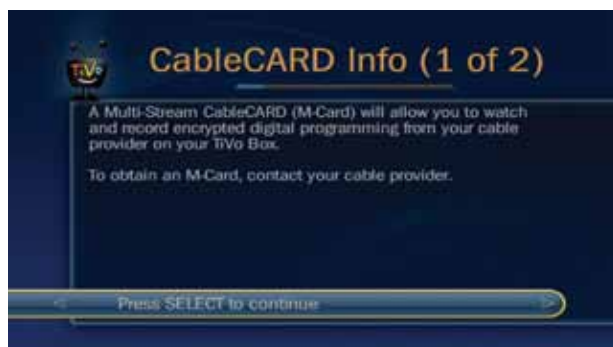 TiVo
CableCARD Info (1 of 2)
A Multi-Stream CableCARD (M-Card) will allow you to watch
and record encrypted digital programming from your cable
provider on your TiVo Box.
To obtain an M-Card, contact your cable provider.
Press SELECT to continue